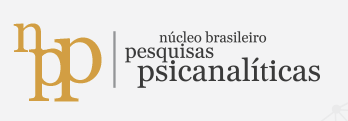 npp
núcleo brasileiro
pesquisas
psicanalíticas